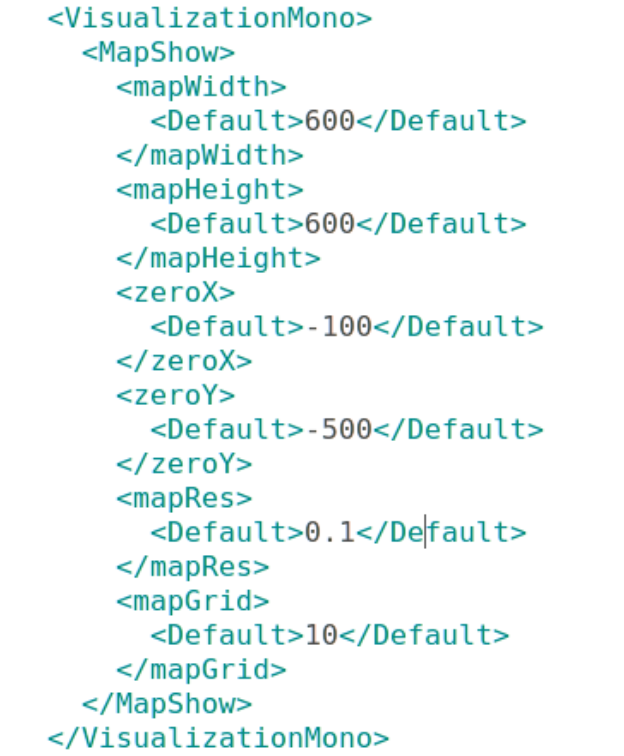 <VisualizationMono>
<MapShow>
<mapWidth>
<Default>600</Default>
</mapWidth>
<mapHeight>
<Default>600</Default>
</mapHeight>
<zeroX>
<Default>-100</Default>
</zeroX>
<zeroY>
<Default>-500</Default>
</zeroY>
<mapRes>
<Default>0.1</Default>
</mapRes>
<mapGrid>
<Default>10</Default>
</mapGrid>
</MapShow>
</VisualizationMono>